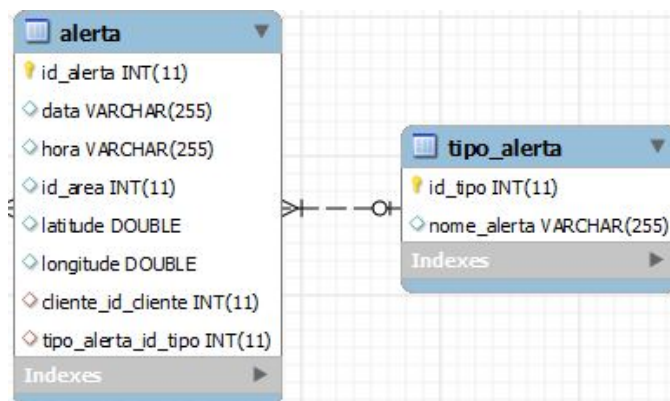 alerta
id_alerta INT(11)
data VARCHAR(255)
hora VARCHAR(255)
id_area INT(11)
latitude DOUBLE
longitude DOUBLE
cliente_id_cliente INT(11)
tipo_alerta_id_tipo INT(11)
Indexes
tipo_alerta
id_tipo INT(11)
nome_alerta VARCHAR(255)
Indexes